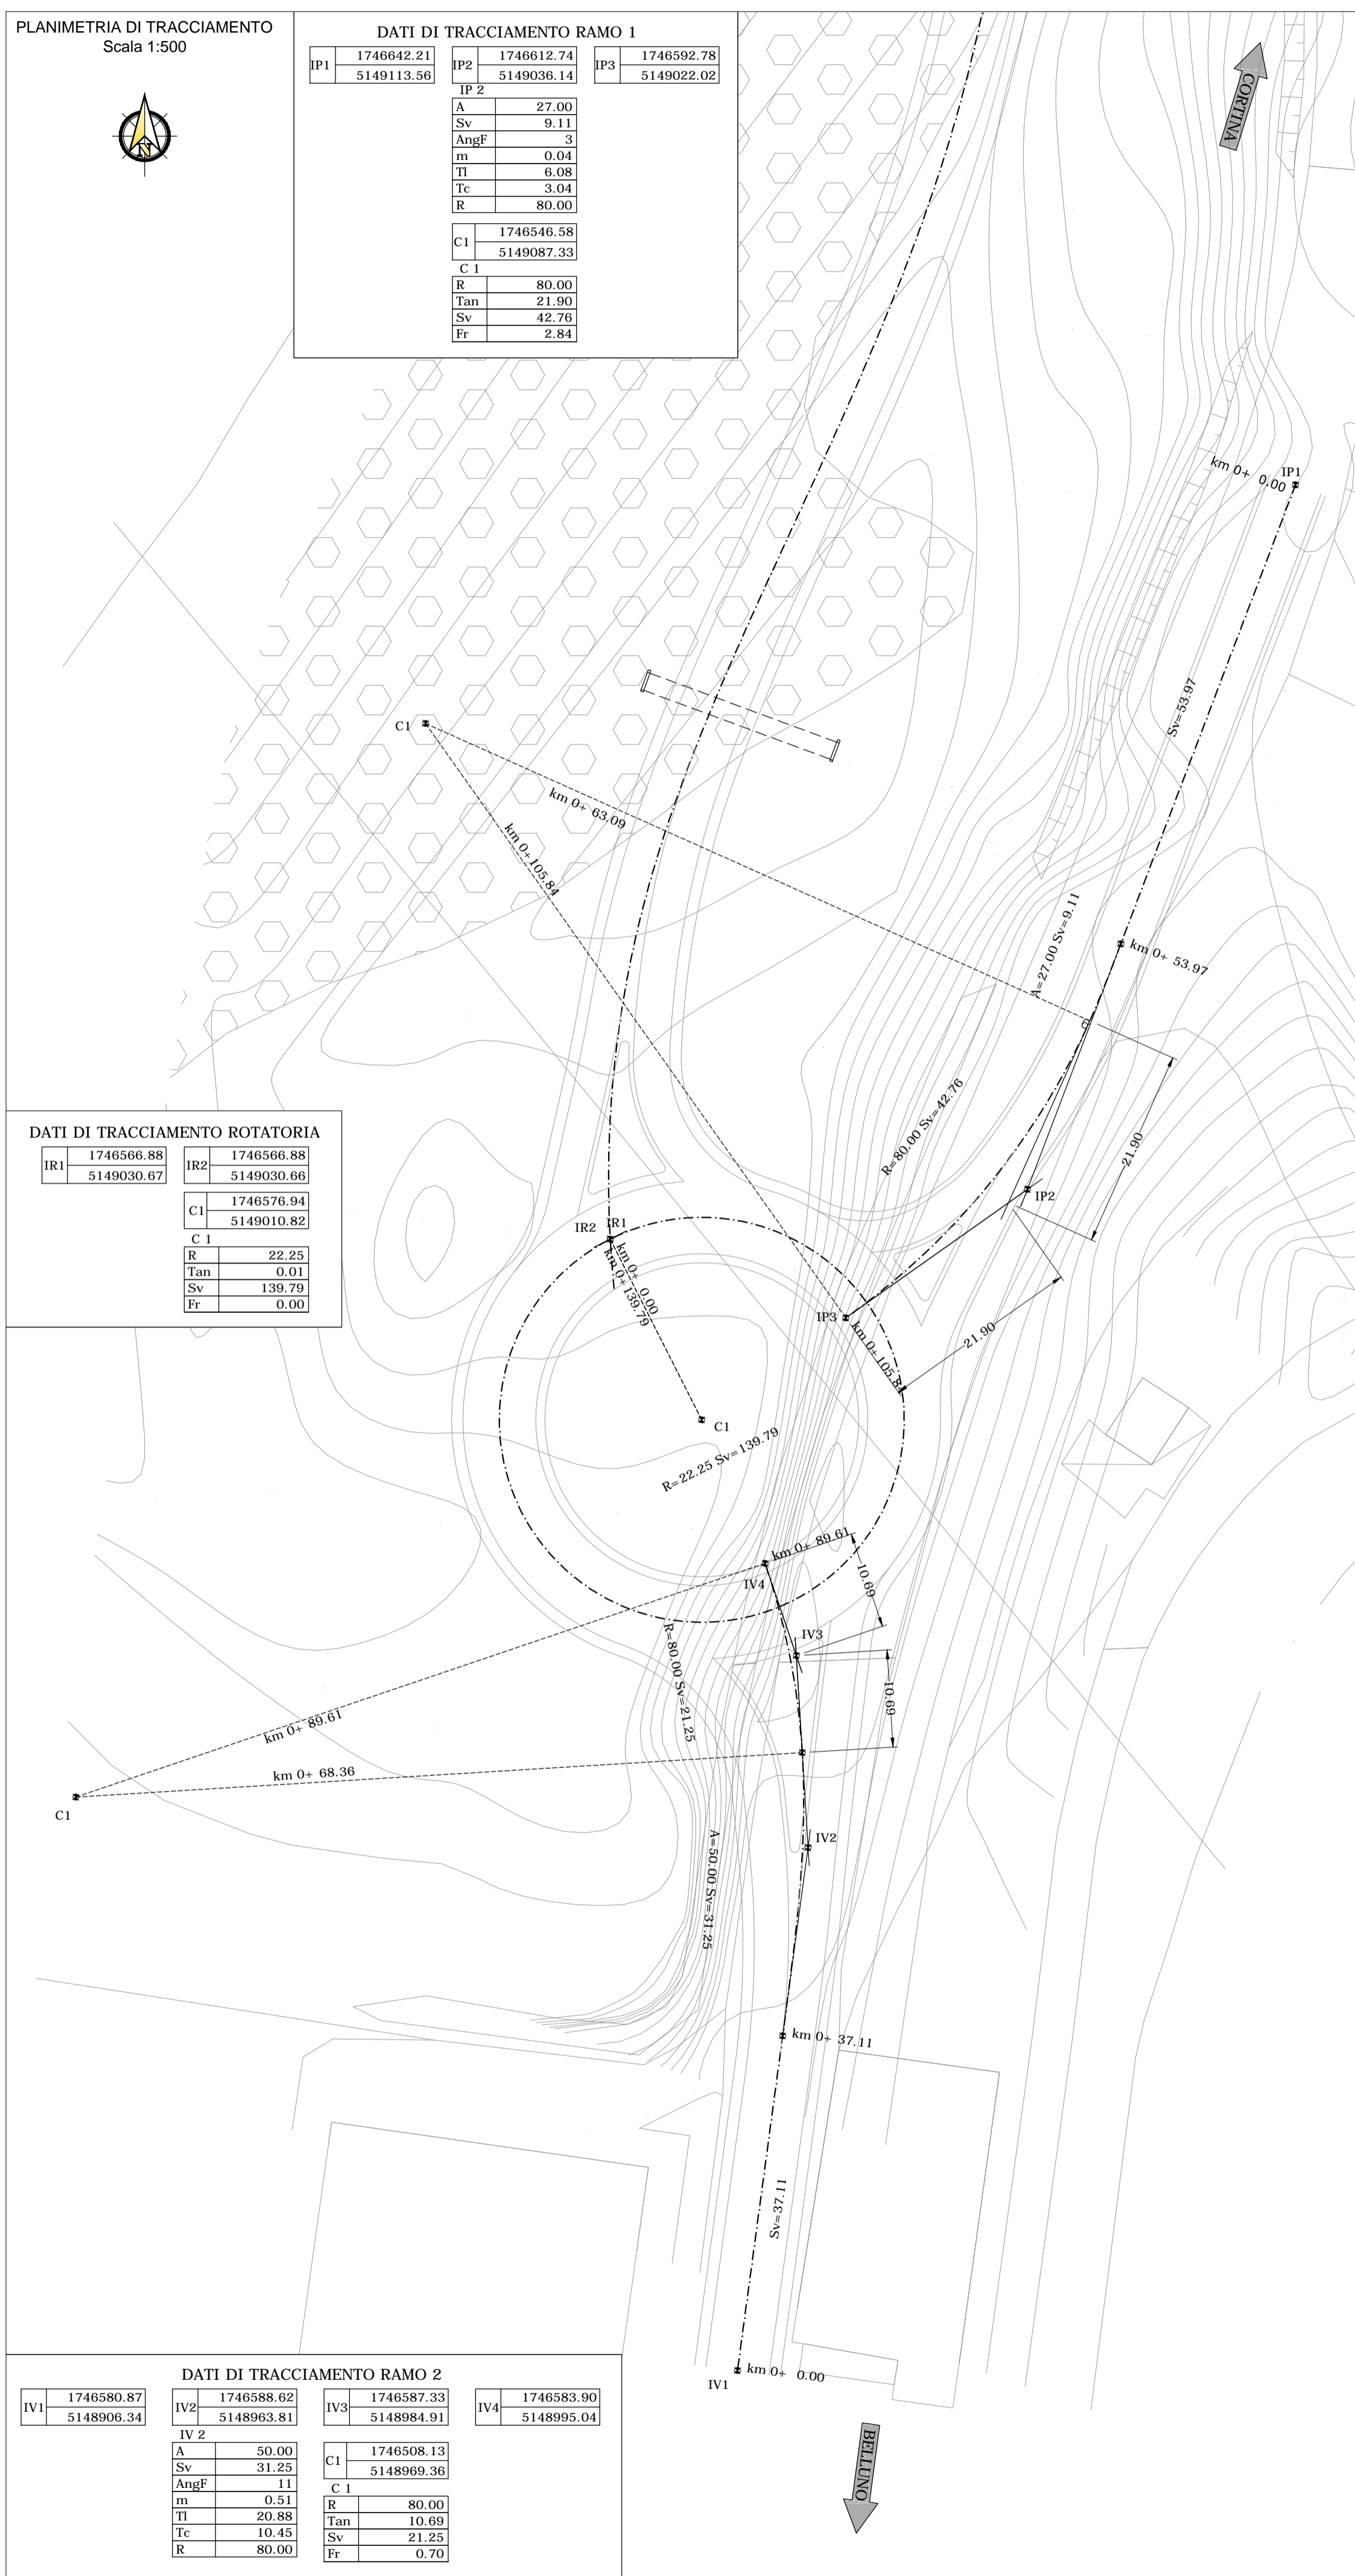 PLANIMETRIA DI TRACCIAMENTO
Scala 1:500
N
DATI DI TRACCIAMENTO RAMO 1
IP1 1746642.21
5149113.56
IP2 1746612.74
5149036.14
IP3 1746592.78
5149022.02
IP 2
A 27.00
Sv 9.11
AngF 3
m 0.04
Tl 6.08
Tc 3.04
R 80.00
C1 1746546.58
5149087.33
C 1
R 80.00
Tan 21.90
Sv 42.76
Fr 2.84
CORTINA
km 0+ 0.00
IP1
Sv=53.97
C1
km 0+ 63.09
km 0+105.84
A=27.00 Sv=9.11
km 0+ 53.97
R=80.00 Sv=42.76
21.90
IP2
DATI DI TRACCIAMENTO ROTATORIA
IR1 1746566.88
5149030.67
IR2 1746566.88
5149030.66
C1 1746576.94
5149010.82
C 1
R 22.25
Tan 0.01
Sv 139.79
Fr 0.00
IR2
IR1
km 0+ 0.00
km 0+139.79
IP3
km 0+105.84
21.90
C1
R=22.25 Sv=139.79
km 0+ 89.61
IV4
10.69
IV3
R=80.00 Sv=21.25
10.69
km 0+ 89.61
km 0+ 68.36
C1
IV2
A=50.00 Sv=31.25
km 0+ 37.11
Sv=37.11
IV1
km 0+ 0.00
BELLUNO
DATI DI TRACCIAMENTO RAMO 2
IV1 1746580.87
5148906.34
IV2 1746588.62
5148963.81
IV3 1746587.33
5148984.91
IV4 1746583.90
5148995.04
IV 2
A 50.00
Sv 31.25
AngF 11
m 0.51
Tl 20.88
Tc 10.45
R 80.00
C1 1746508.13
5148969.36
C 1
R 80.00
Tan 10.69
Sv 21.25
Fr 0.70